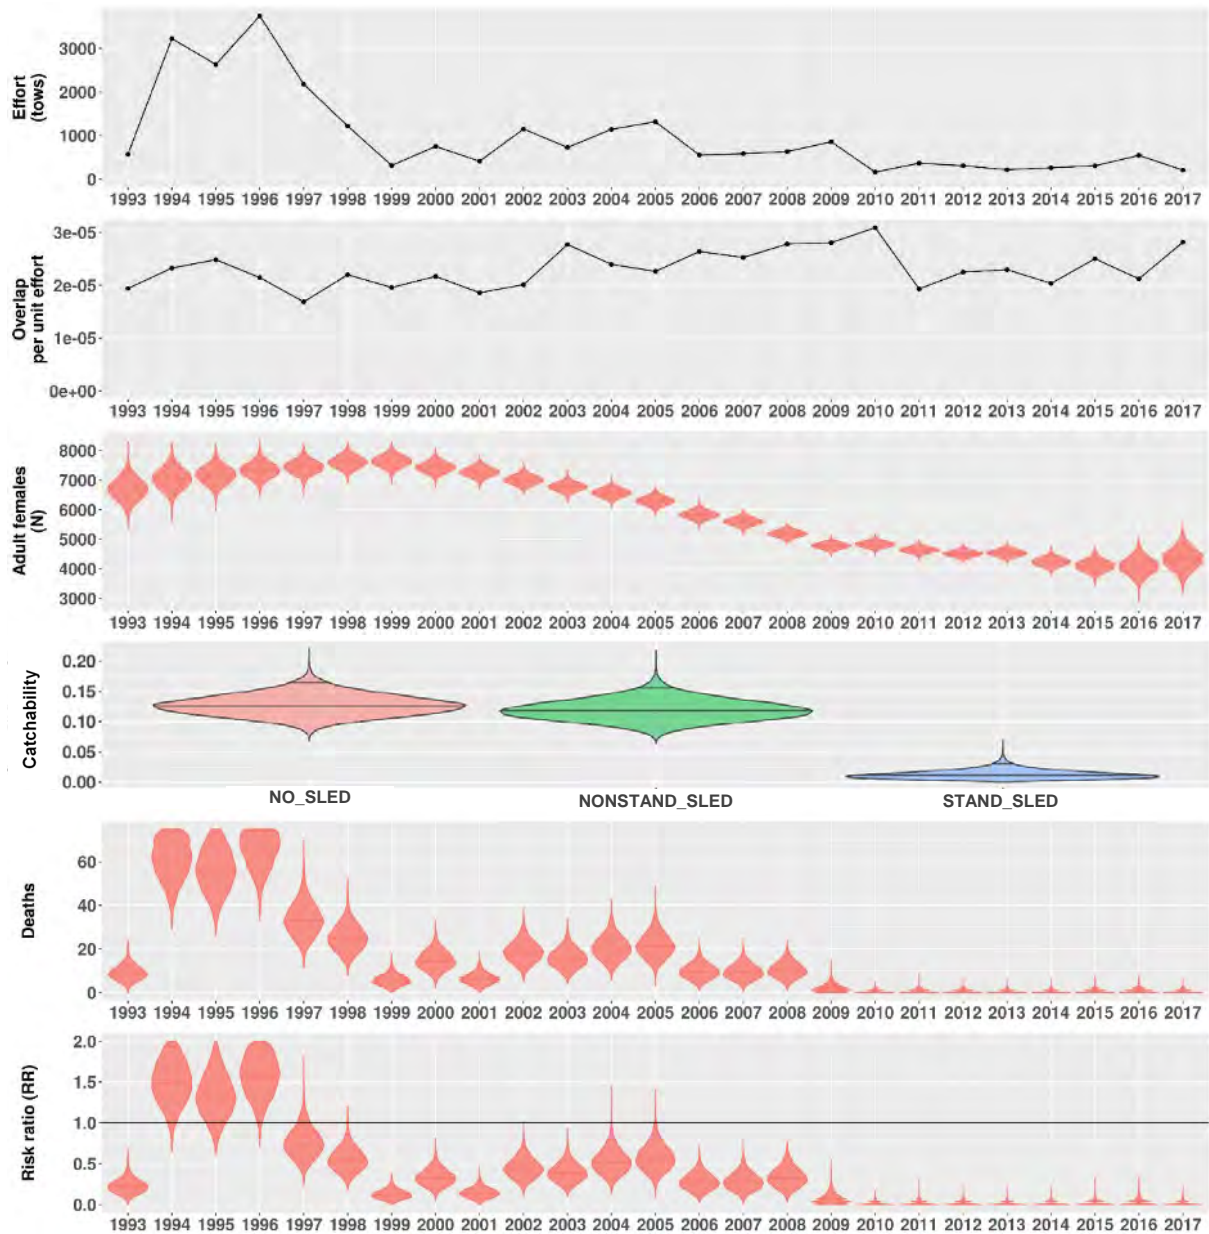 Effort
(tows)
3000
2000
1000
0
1993 1994 1995 1996 1997 1998 1999 2000 2001 2002 2003 2004 2005 2006 2007 2008 2009 2010 2011 2012 2013 2014 2015 2016 2017
Overlap
per unit effort
3e-05
2e-05
1e-05
0e+00
1993 1994 1995 1996 1997 1998 1999 2000 2001 2002 2003 2004 2005 2006 2007 2008 2009 2010 2011 2012 2013 2014 2015 2016 2017
Adult females
(N)
8000
7000
6000
5000
4000
3000
1993 1994 1995 1996 1997 1998 1999 2000 2001 2002 2003 2004 2005 2006 2007 2008 2009 2010 2011 2012 2013 2014 2015 2016 2017
Catchability
0.20
0.15
0.10
0.05
0.00
NO_SLED NONSTAND_SLED STAND_SLED
Deaths
60
40
20
0
1993 1994 1995 1996 1997 1998 1999 2000 2001 2002 2003 2004 2005 2006 2007 2008 2009 2010 2011 2012 2013 2014 2015 2016 2017
Risk ratio (RR)
2.0
1.5
1.0
0.5
0.0
1993 1994 1995 1996 1997 1998 1999 2000 2001 2002 2003 2004 2005 2006 2007 2008 2009 2010 2011 2012 2013 2014 2015 2016 2017